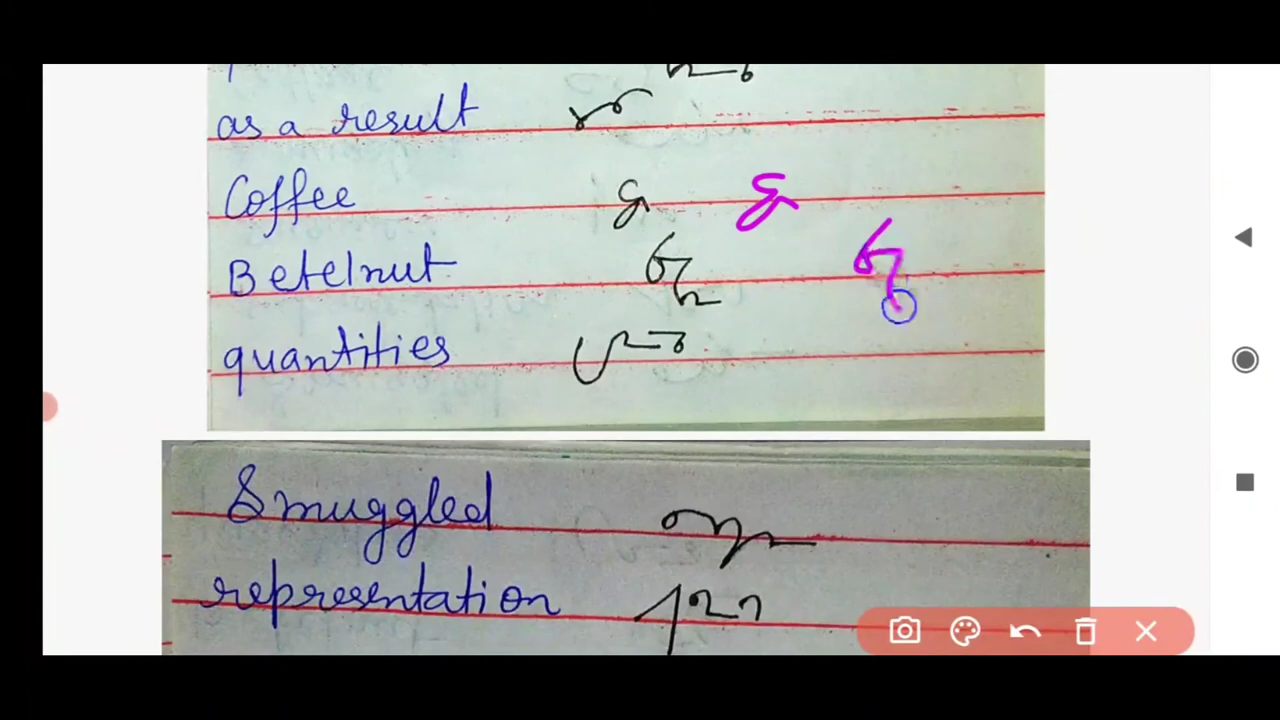 as a result
Coffee
Betelnut
quantities
Smuggled
representation